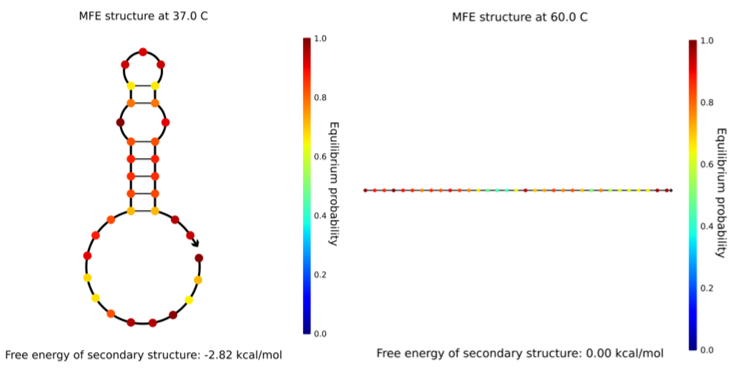 MFE structure at 37.0 C
1.0
0.8
0.6
0.4
0.2
0.0
Equilibrium probability
Free energy of secondary structure: -2.82 kcal/mol
MFE structure at 60.0 C
1.0
0.8
0.6
0.4
0.2
0.0
Equilibrium probability
Free energy of secondary structure: 0.00 kcal/mol